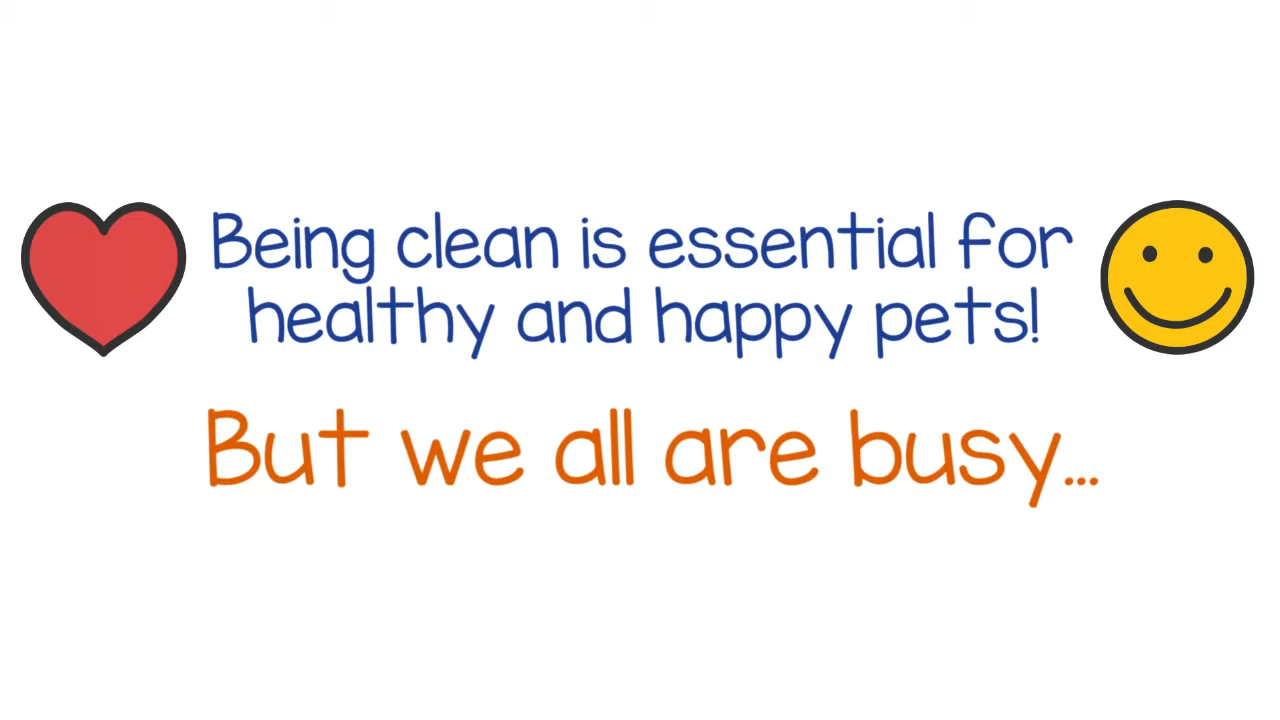 Being clean is essential for
healthy and happy pets!
But we all are busy...